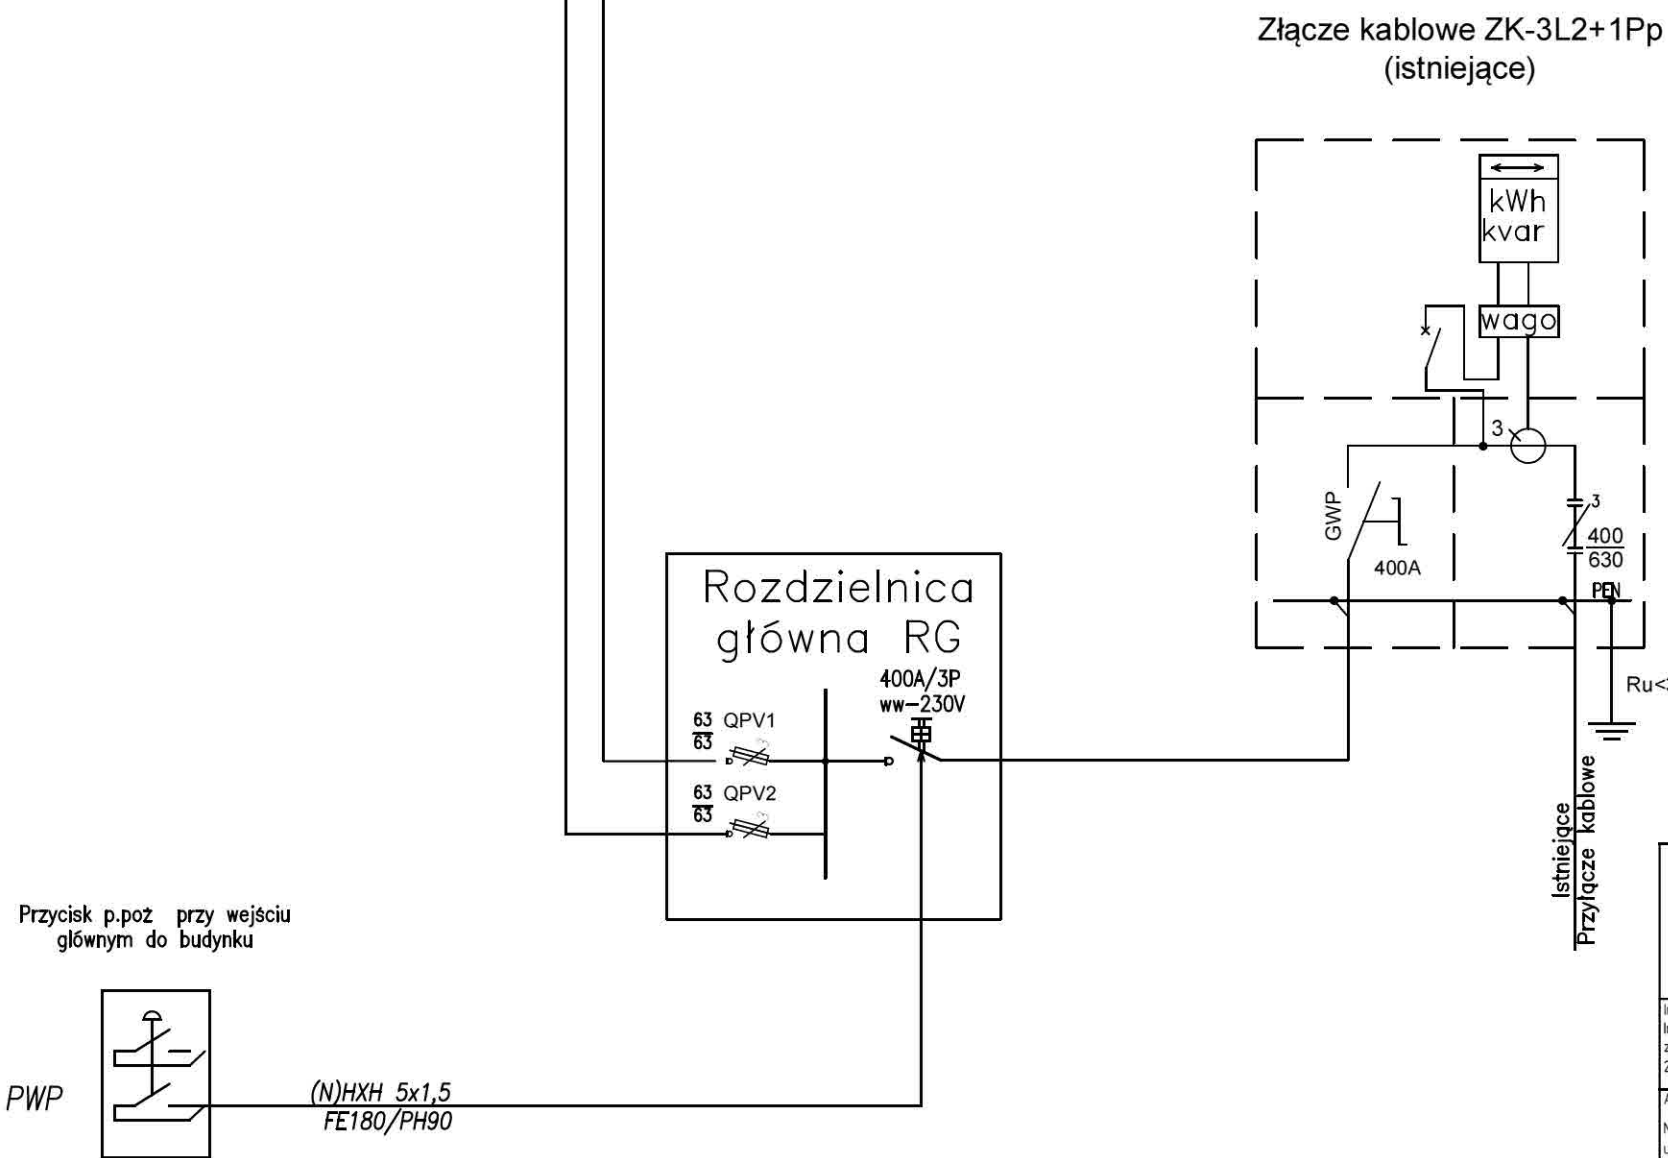 Złącze kablowe ZK-3L2+1Pp
(istniejące)
kWh
kvar
wago
3
GWP
400A
3
400
630
PEN
Rozdzielnica
główna RG
400A/3P
ww-230V
63 QPV1
63
3
63 QPV2
63
3
Istniejące
Przyłącze kablowe
Przycisk p.poż przy wejściu
głównym do budynku
PWP
(N)HXH 5x1,5
FE180/PH90